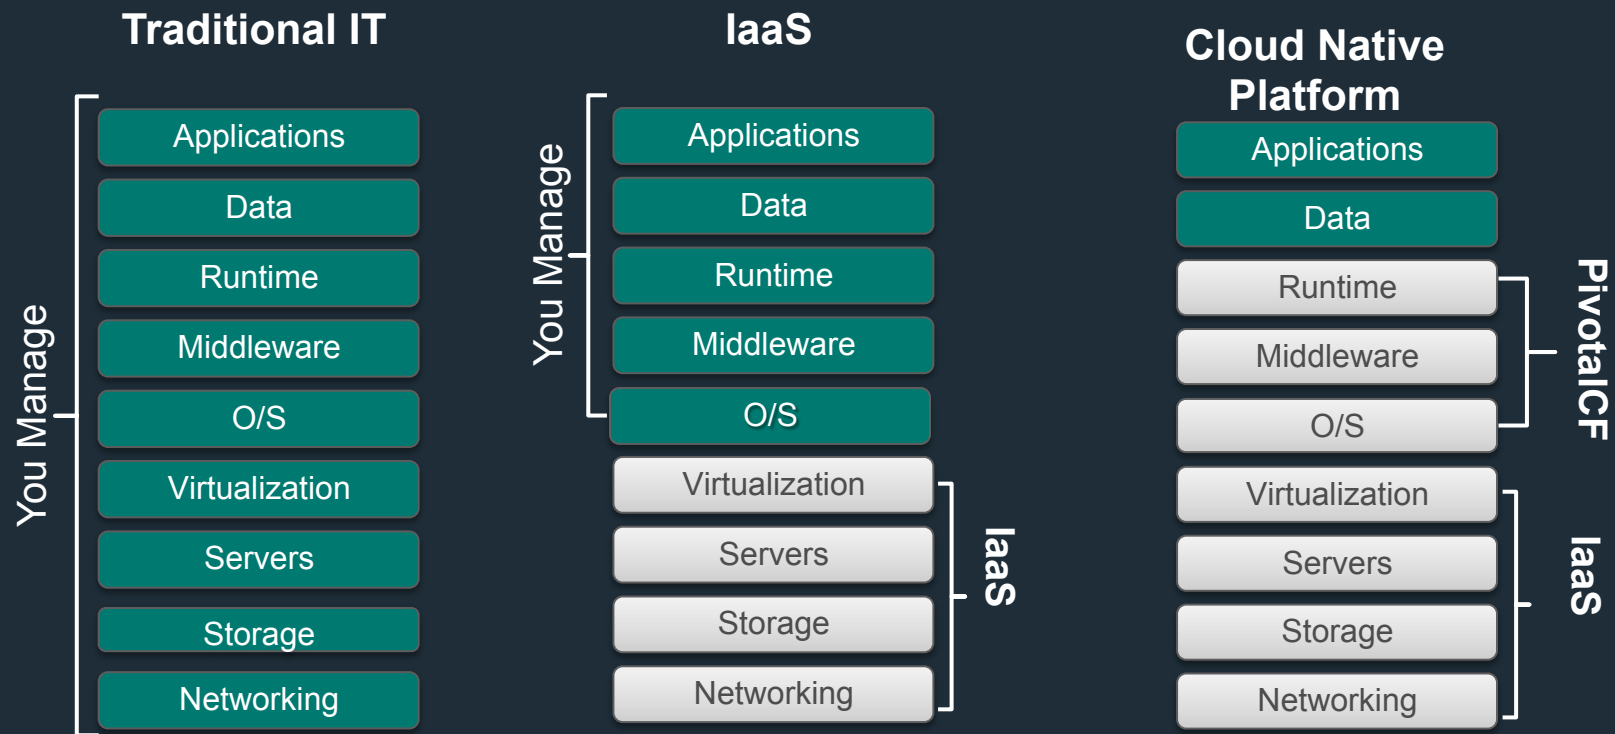 Traditional IT
You Manage
Applications
Data
Runtime
Middleware
O/S
Virtualization
Servers
Storage
Networking
IaaS
You Manage
Applications
Data
Runtime
Middleware
O/S
Virtualization
Servers
Storage
Networking
IaaS
Cloud Native
Platform
Applications
Data
Runtime
Middleware
O/S
Virtualization
Servers
Storage
Networking
PivotalCF
IaaS